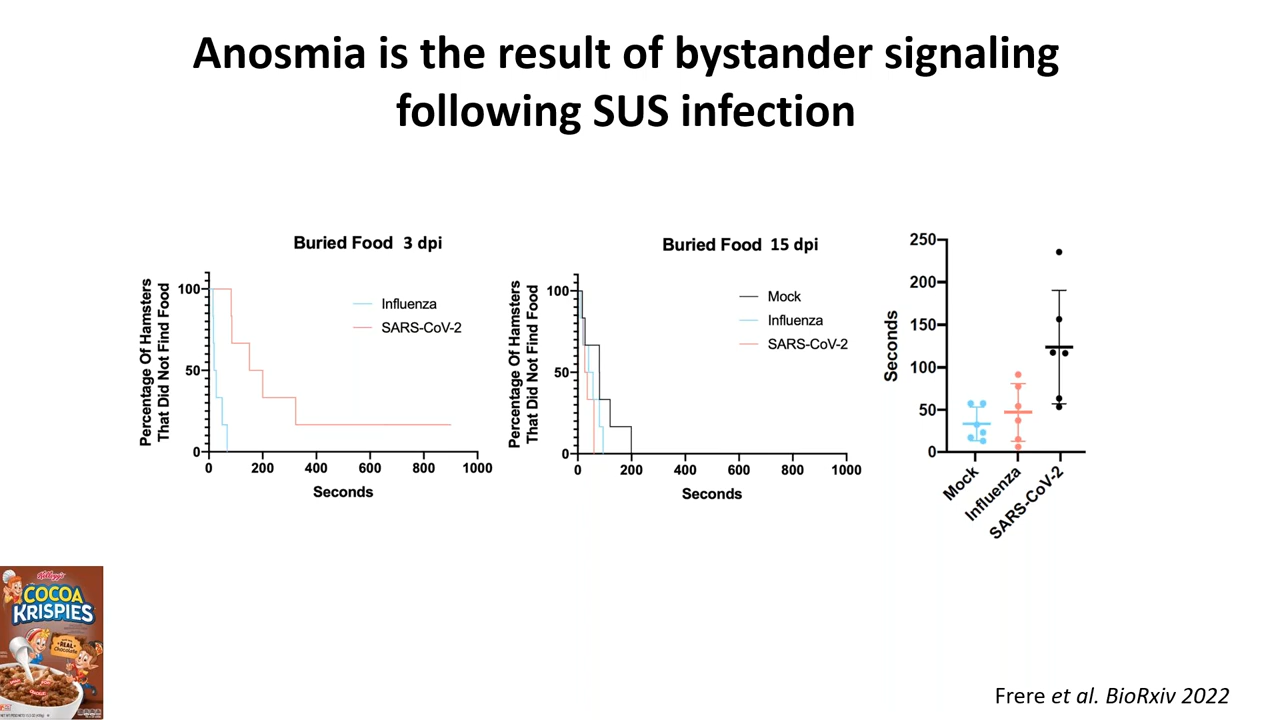 Anosmia is the result of bystander signaling
following SUS infection
Buried Food 3 dpi
Percentage Of Hamsters
That Did Not Find Food
100
50
0
Influenza
SARS-CoV-2
0 200 400 600 800 1000
Seconds
Buried Food 15 dpi
Percentage Of Hamsters
That Did Not Find Food
100
50
0
Mock
Influenza
SARS-CoV-2
0 200 400 600 800 1000
Seconds
Seconds
250
200
150
100
50
0
Mock
Influenza
SARS-CoV-2
Kellogg's
COCOA
KRISPIES
REAL
Chocolate
Frere et al. BioRxiv 2022